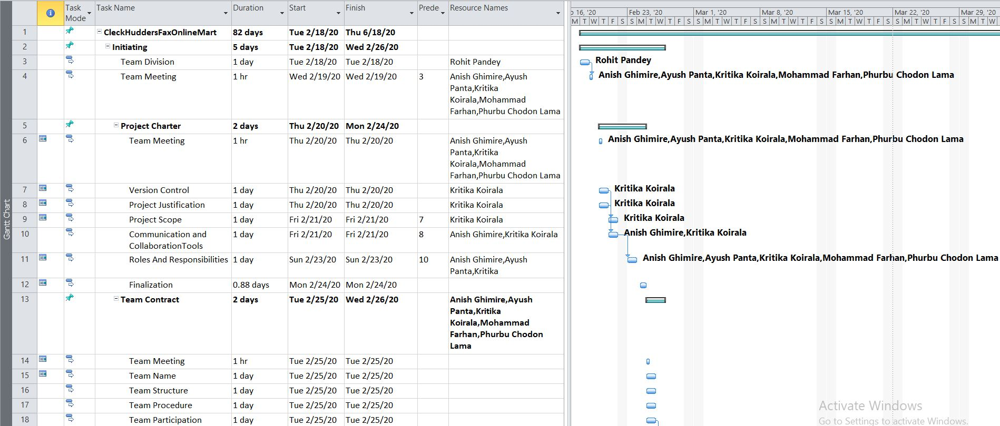 Task Mode Task Name Duration Start Finish Prede Resource Names
16, '20 Feb 23, '20 Mar 1, '20 Mar 8, '20 Mar 15, '20 Mar 22, '20 Mar 29, '20
M T W T F S S M T W T F S S M T W T F S S M T W T F S S M T W T F S S M T W T F S S M T W
Gantt Chart
1 CleckHuddersFaxOnlineMart 82 days Tue 2/18/20 Thu 6/18/20
2 Initiating 5 days Tue 2/18/20 Wed 2/26/20
3 Team Division 1 day Tue 2/18/20 Tue 2/18/20 Rohit Pandey
Rohit Pandey
4 Team Meeting 1 hr Wed 2/19/20 Wed 2/19/20 3 Anish Ghimire,Ayush
Panta,Kritika
Koirala,Mohammad
Farhan,Phurbu Chodon Lama
Anish Ghimire,Ayush Panta,Kritika Koirala,Mohammad Farhan,Phurbu Chodon Lama
5 Project Charter 2 days Thu 2/20/20 Mon 2/24/20
6 Team Meeting 1 hr Thu 2/20/20 Thu 2/20/20 Anish Ghimire,Ayush
Panta,Kritika
Koirala,Mohammad
Farhan,Phurbu Chodon Lama
Anish Ghimire,Ayush Panta,Kritika Koirala,Mohammad Farhan,Phurbu Chodon Lama
7 Version Control 1 day Thu 2/20/20 Thu 2/20/20 Kritika Koirala
Kritika Koirala
8 Project Justification 1 day Thu 2/20/20 Thu 2/20/20 Kritika Koirala
Kritika Koirala
9 Project Scope 1 day Fri 2/21/20 Fri 2/21/20 7 Kritika Koirala
Kritika Koirala
10 Communication and 1 day Fri 2/21/20 Fri 2/21/20 8 Anish Ghimire,Kritika Koirala
CollaborationTools
Anish Ghimire,Kritika Koirala
11 Roles And Responsibilities 1 day Sun 2/23/20 Sun 2/23/20 10 Anish Ghimire,Ayush
Panta,Kritika
Anish Ghimire,Ayush Panta,Kritika Koirala,Mohammad Farhan,Phurbu Chodon Lama
12 Finalization 0.88 days Mon 2/24/20 Mon 2/24/20
13 Team Contract 2 days Tue 2/25/20 Wed 2/26/20 Anish Ghimire,Ayush
Panta,Kritika
Koirala,Mohammad
Farhan,Phurbu Chodon
Lama
14 Team Meeting 1 hr Tue 2/25/20 Tue 2/25/20
15 Team Name 1 day Tue 2/25/20 Tue 2/25/20
16 Team Structure 1 day Tue 2/25/20 Tue 2/25/20
17 Team Procedure 1 day Tue 2/25/20 Tue 2/25/20
18 Team Participation 1 day Tue 2/25/20 Tue 2/25/20
Activate Windows
Go to Settings to activate Windows.